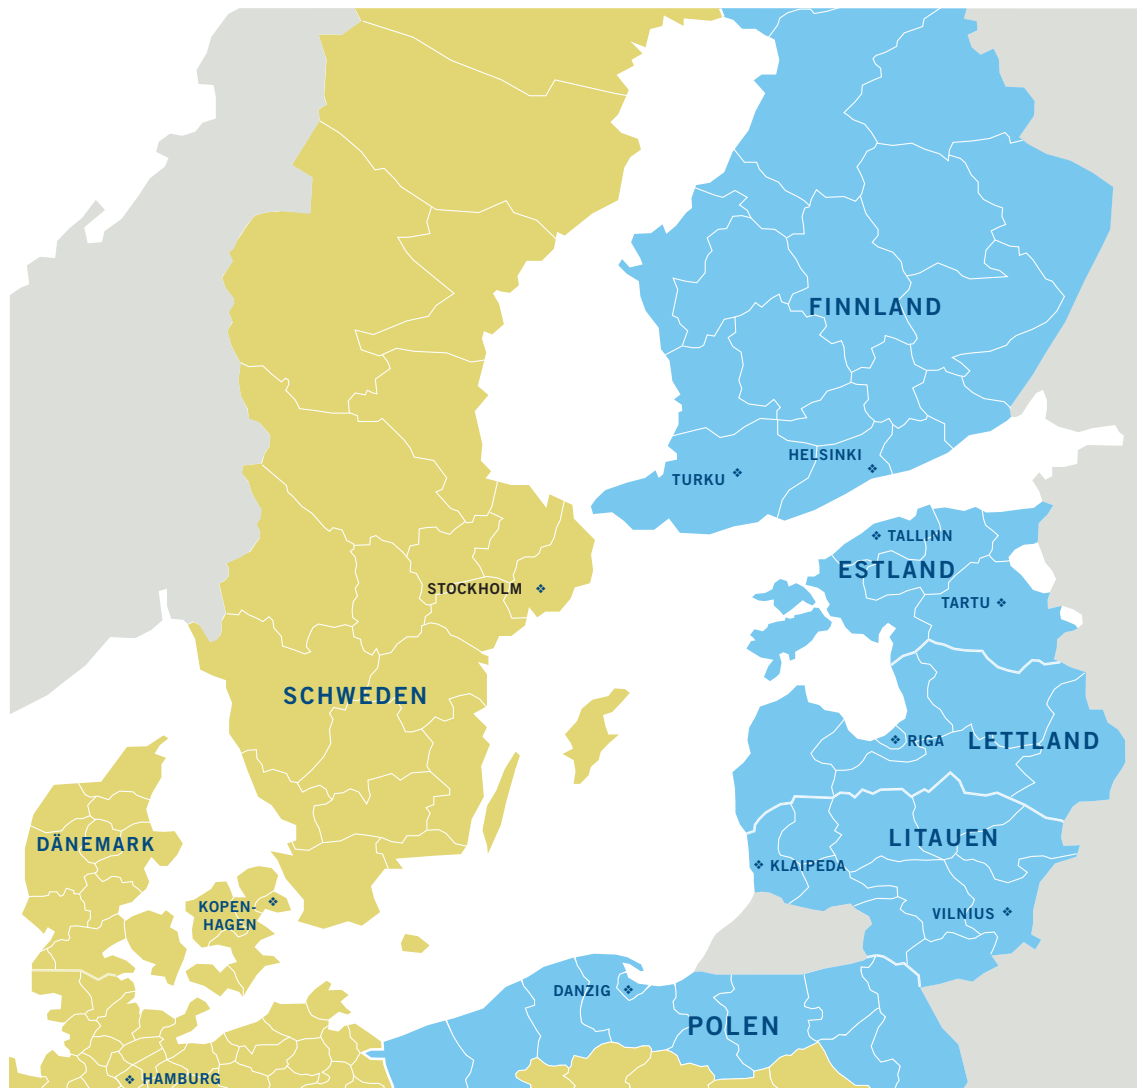 FINNLAND
HELSINKI
TURKU
TALLINN
ESTLAND
STOCKHOLM
TARTU
SCHWEDEN
RIGA
LETTLAND
LITAUEN
DÄNEMARK
KLAIPEDA
KOPEN-
HAGEN
VILNIUS
DANZIG
POLEN
HAMBURG